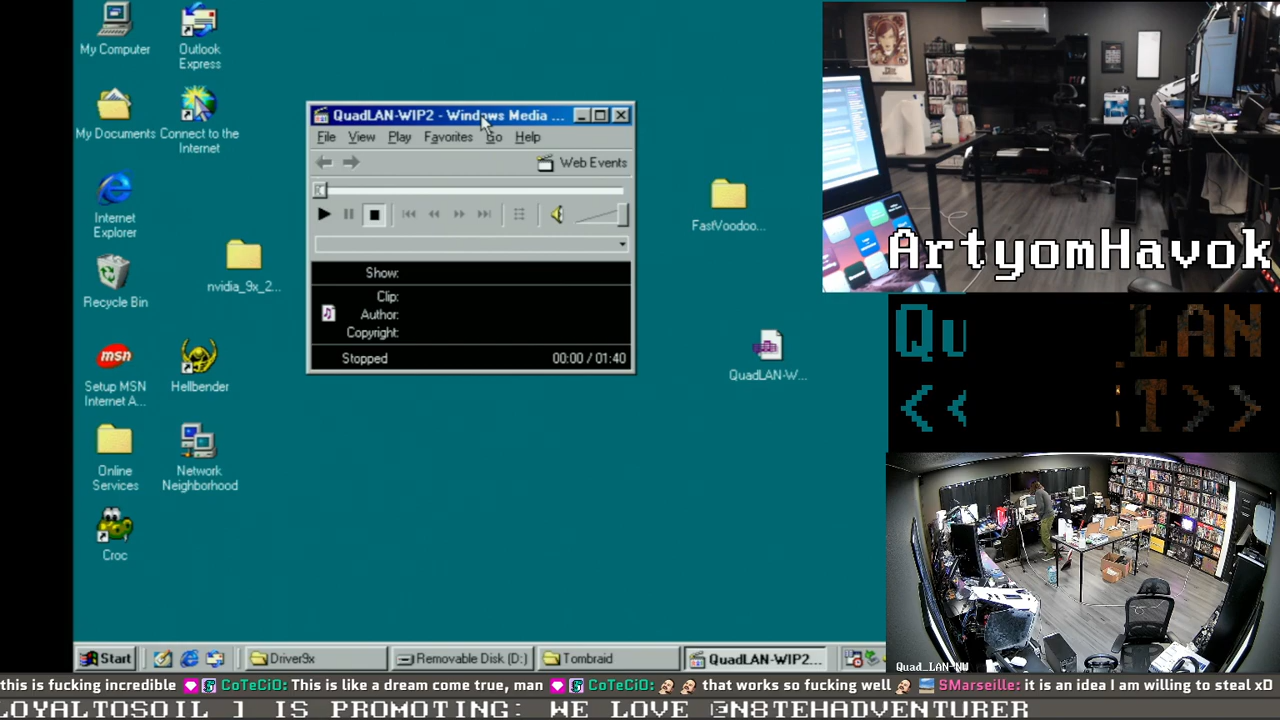 My Computer
Outlook
Express
My Documents
Connect to the
Internet
Internet
Explorer
Recycle Bin
nvidia_9x_2...
Setup MSN
Internet A...
Hellbender
Online
Services
Network
Neighborhood
Croc
QuadLAN-WIP2 - Windows Media ...
File View Play Favorites Go Help
Web Events
Show:
Clip:
Author:
Copyright:
Stopped 00:00 / 01:40
FastVoodoo...
QuadLAN-W...
ArtyomHavok
Qu LAN
<< T>>
Quad_LAN-NW
Start Driver9x Removable Disk (D:) Tombraid QuadLAN-WIP2...
this is fucking incredible CoTeCiO: This is like a dream come true, man CoTeCiO: that works so fucking well SMarseille: it is an idea I am willing to steal xD
LOYALTOSOIL ] IS PROMOTING: WE LOVE @N8TEHADVENTURER